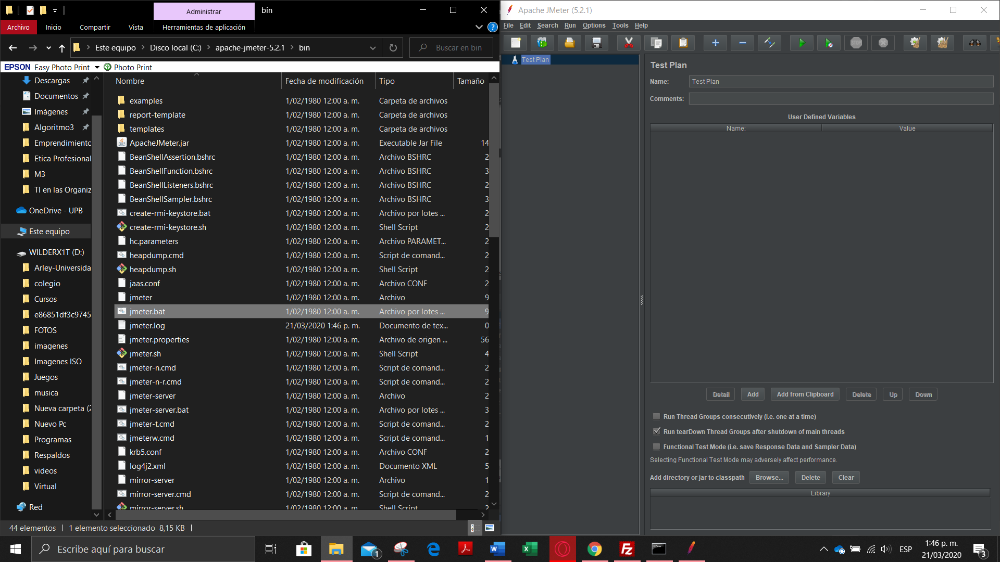 Administrar
bin
Archivo
Inicio
Compartir
Vista
Herramientas de aplicación
Este equipo
Disco local (C:)
apache-jmeter-5.2.1
bin
Buscar en bin
EPSON Easy Photo Print
Photo Print
Descargas
Documentos
Imágenes
Algoritmo3
Emprendimiento
Etica Profesional
M3
TI en las Organiz
OneDrive - UPB
Este equipo
WILDERX1T (D:)
Arley-Universida
colegio
Cursos
e86851df3c9745
FOTOS
imagenes
Imagenes ISO
Juegos
musica
Nueva carpeta (2
Nuevo Pc
Programas
Respaldos
videos
Virtual
Red
Nombre Fecha de modificación Tipo Tamaño
examples 1/02/1980 12:00 a. m. Carpeta de archivos
report-template 1/02/1980 12:00 a. m. Carpeta de archivos
templates 1/02/1980 12:00 a. m. Carpeta de archivos
ApacheJMeter.jar 1/02/1980 12:00 a. m. Executable Jar File 14
BeanShellAssertion.bshrc 1/02/1980 12:00 a. m. Archivo BSHRC 2
BeanShellFunction.bshrc 1/02/1980 12:00 a. m. Archivo BSHRC 3
BeanShellListeners.bshrc 1/02/1980 12:00 a. m. Archivo BSHRC 2
BeanShellSampler.bshrc 1/02/1980 12:00 a. m. Archivo BSHRC 3
create-rmi-keystore.bat 1/02/1980 12:00 a. m. Archivo por lotes ... 2
create-rmi-keystore.sh 1/02/1980 12:00 a. m. Shell Script 2
hc.parameters 1/02/1980 12:00 a. m. Archivo PARAMET... 2
heapdump.cmd 1/02/1980 12:00 a. m. Script de comand... 2
heapdump.sh 1/02/1980 12:00 a. m. Shell Script 2
jaas.conf 1/02/1980 12:00 a. m. Archivo CONF 2
jmeter 1/02/1980 12:00 a. m. Archivo 9
jmeter.bat 1/02/1980 12:00 a. m. Archivo por lotes ... 9
jmeter.log 21/03/2020 1:46 p. m. Documento de tex... 0
jmeter.properties 1/02/1980 12:00 a. m. Archivo de origen ... 56
jmeter.sh 1/02/1980 12:00 a. m. Shell Script 4
jmeter-n.cmd 1/02/1980 12:00 a. m. Script de comand... 2
jmeter-n-r.cmd 1/02/1980 12:00 a. m. Script de comand... 2
jmeter-server 1/02/1980 12:00 a. m. Archivo 2
jmeter-server.bat 1/02/1980 12:00 a. m. Archivo por lotes ... 3
jmeter-t.cmd 1/02/1980 12:00 a. m. Script de comand... 2
jmeterw.cmd 1/02/1980 12:00 a. m. Script de comand... 1
krb5.conf 1/02/1980 12:00 a. m. Archivo CONF 2
log4j2.xml 1/02/1980 12:00 a. m. Documento XML 5
mirror-server 1/02/1980 12:00 a. m. Archivo 1
mirror-server.cmd 1/02/1980 12:00 a. m. Script de comand... 2
mirror-server.sh 1/02/1980 12:00 a. m. Shell Script 2
44 elementos
1 elemento seleccionado 8,15 KB
Apache JMeter (5.2.1)
File Edit Search Run Options Tools Help
STOP
Test Plan
Test Plan
Name: Test Plan
Comments:
User Defined Variables
Name: Value
Detail Add Add from Clipboard Delete Up Down
Run Thread Groups consecutively (i.e. one at a time)
Run tearDown Thread Groups after shutdown of main threads
Functional Test Mode (i.e. save Response Data and Sampler Data)
Selecting Functional Test Mode may adversely affect performance.
Add directory or jar to classpath Browse... Delete Clear
Library
Escribe aquí para buscar
1
ESP
1:46 p. m.
21/03/2020
3